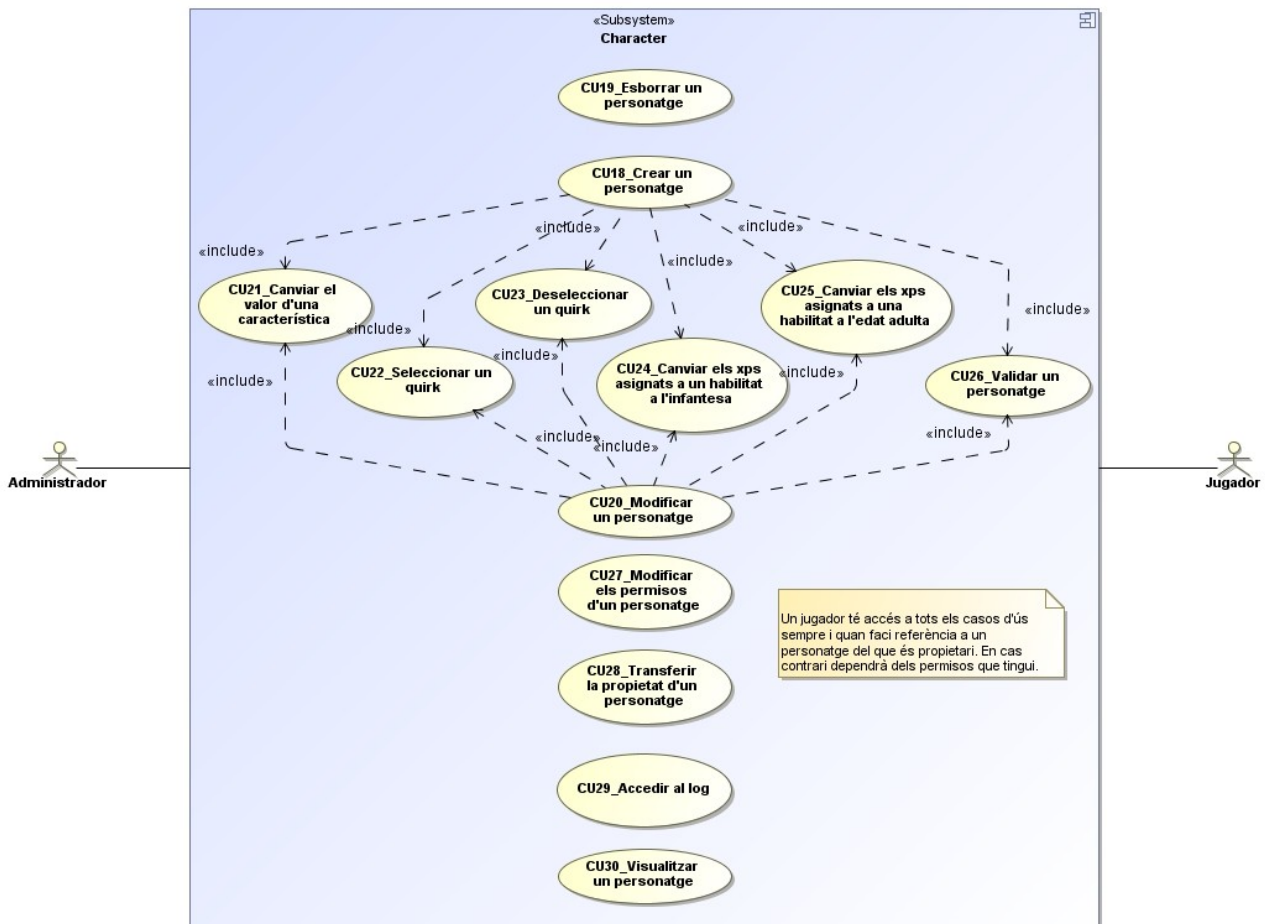 «Subsystem»
Character
CU19_Esborrar un
personatge
CU18_Crear un
personatge
«include»
«include»
«include»
«include»
«include»
CU21_Canviar el
valor d'una
característica
CU23_Deseleccionar
un quirk
CU25_Canviar els xps
asignats a una
habilitat a l'edat adulta
«include»
«include»
«include»
«include»
CU22_Seleccionar un
quirk
CU24_Canviar els xps
asignats a un habilitat
a l'infantesa
CU26_Validar un
personatge
«include»
«include»
«include»
Administrador
Jugador
CU20_Modificar
un personatge
CU27_Modificar
els permisos
d'un personatge
Un jugador té accés a tots els casos d'ús
sempre i quan faci referència a un
personatge del que és propietari. En cas
contrari dependrà dels permisos que tingui.
CU28_Transferir
la propietat d'un
personatge
CU29_Accedir al log
CU30_Visualitzar
un personatge